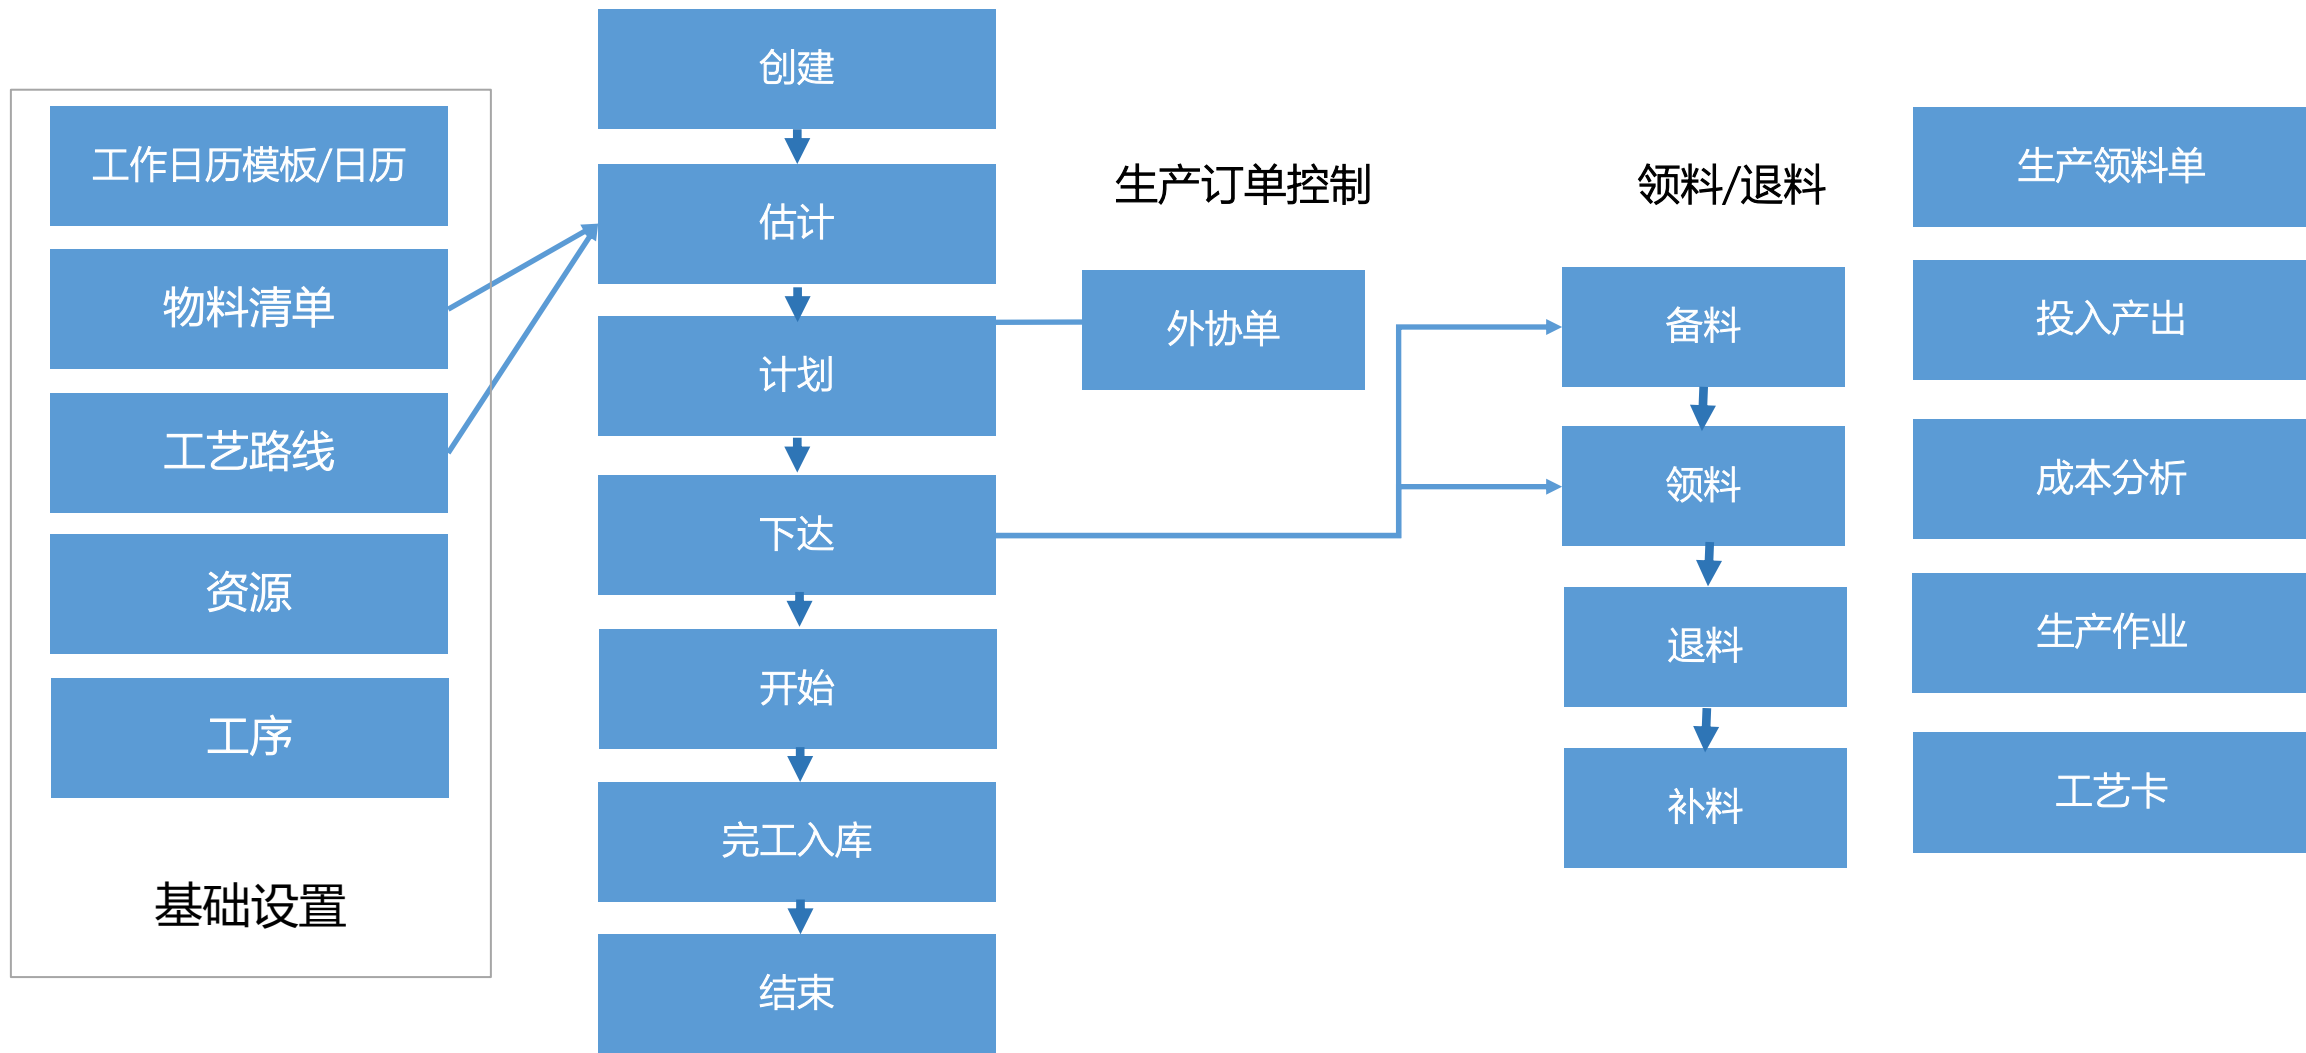 工作日历模板/日历
物料清单
工艺路线
资源
工序
基础设置
创建
估计
计划
下达
开始
完工入库
结束
生产订单控制
外协单
领料/退料
备料
领料
退料
补料
生产领料单
投入产出
成本分析
生产作业
工艺卡